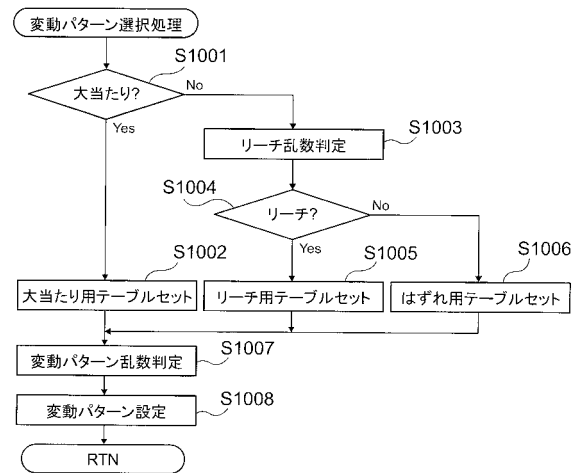 変動パターン選択処理
S1001
大当たり?
No
Yes
S1003
リーチ乱数判定
S1004
リーチ?
No
Yes
S1002
S1005
S1006
大当たり用テーブルセット
リーチ用テーブルセット
はずれ用テーブルセット
S1007
変動パターン乱数判定
S1008
変動パターン設定
RTN